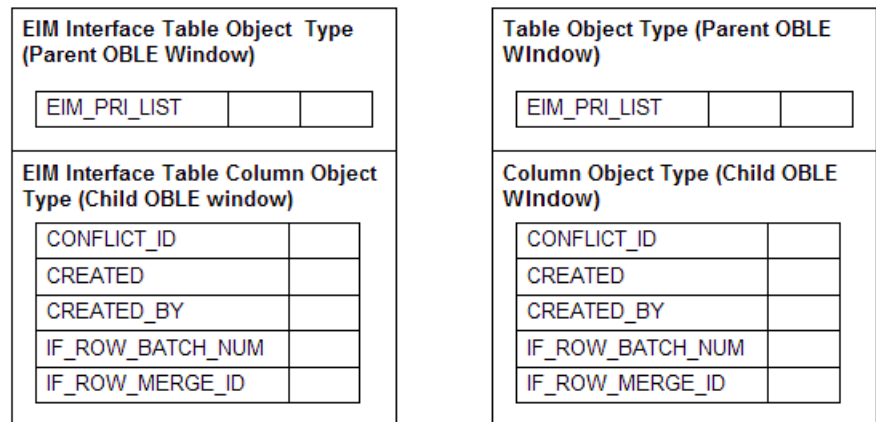 EIM Interface Table Object Type
(Parent OBLE Window)
EIM_PRI_LIST
EIM Interface Table Column Object
Type (Child OBLE window)
CONFLICT_ID
CREATED
CREATED_BY
IF_ROW_BATCH_NUM
IF_ROW_MERGE_ID
Table Object Type (Parent OBLE
WIndow)
EIM_PRI_LIST
Column Object Type (Child OBLE
WIndow)
CONFLICT_ID
CREATED
CREATED_BY
IF_ROW_BATCH_NUM
IF_ROW_MERGE_ID